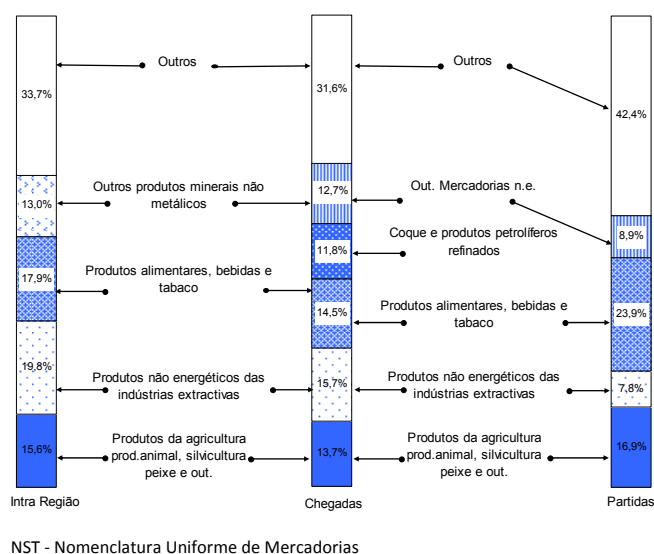 Outros
Outros
33,7%
31,6%
42,4%
Outros produtos minerais não
metálicos
13,0%
12,7%
Out. Mercadorias n.e.
8,9%
Coque e produtos petrolíferos
refinados
11,8%
Produtos alimentares, bebidas e
tabaco
17,9%
14,5%
Produtos alimentares, bebidas e
tabaco
23,9%
19,8%
Produtos não energéticos das
indústrias extractivas
15,7%
Produtos não energéticos das
indústrias extractivas
7,8%
15,6%
Produtos da agricultura
prod.animal, silvicultura
peixe e out.
13,7%
Produtos da agricultura
prod.animal, silvicultura
peixe e out.
16,9%
Intra Região
Chegadas
Partidas
NST - Nomenclatura Uniforme de Mercadorias